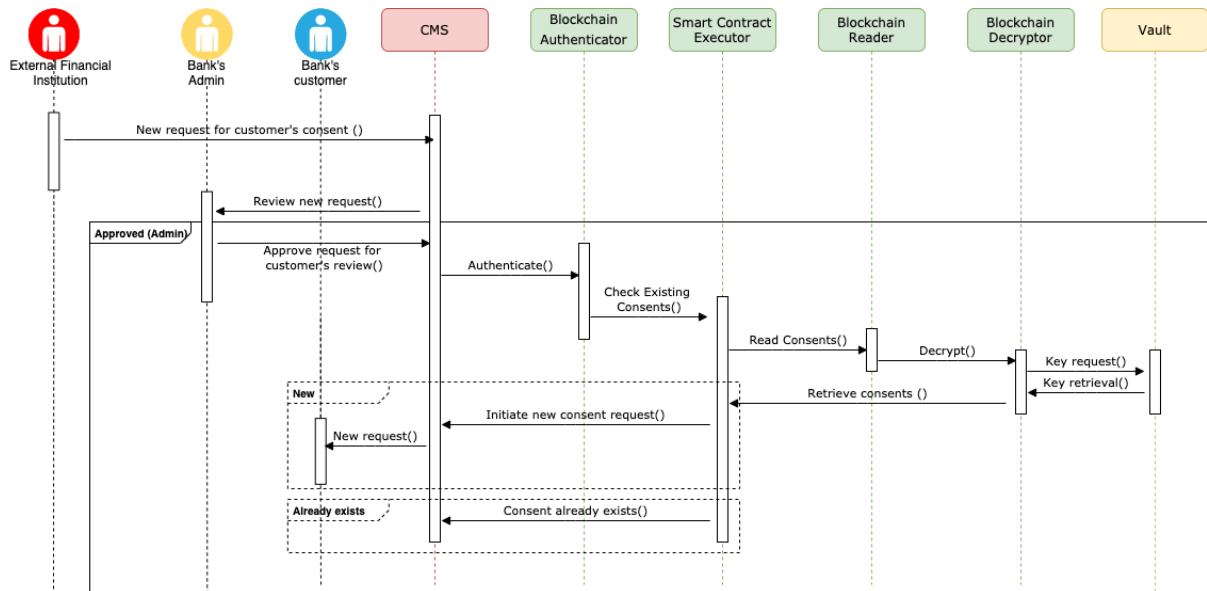 External Financial
Institution
Bank's
Admin
Bank's
customer
CMS
Blockchain
Authenticator
Smart Contract
Executor
Blockchain
Reader
Blockchain
Decryptor
Vault
New request for customer's consent ()
Review new request()
Approved (Admin)
Approve request for
customer's review()
Authenticate()
Check Existing
Consents()
Read Consents()
Decrypt()
Key request()
Key retrieval()
New
Retrieve consents ()
Initiate new consent request()
New request()
Already exists
Consent already exists()